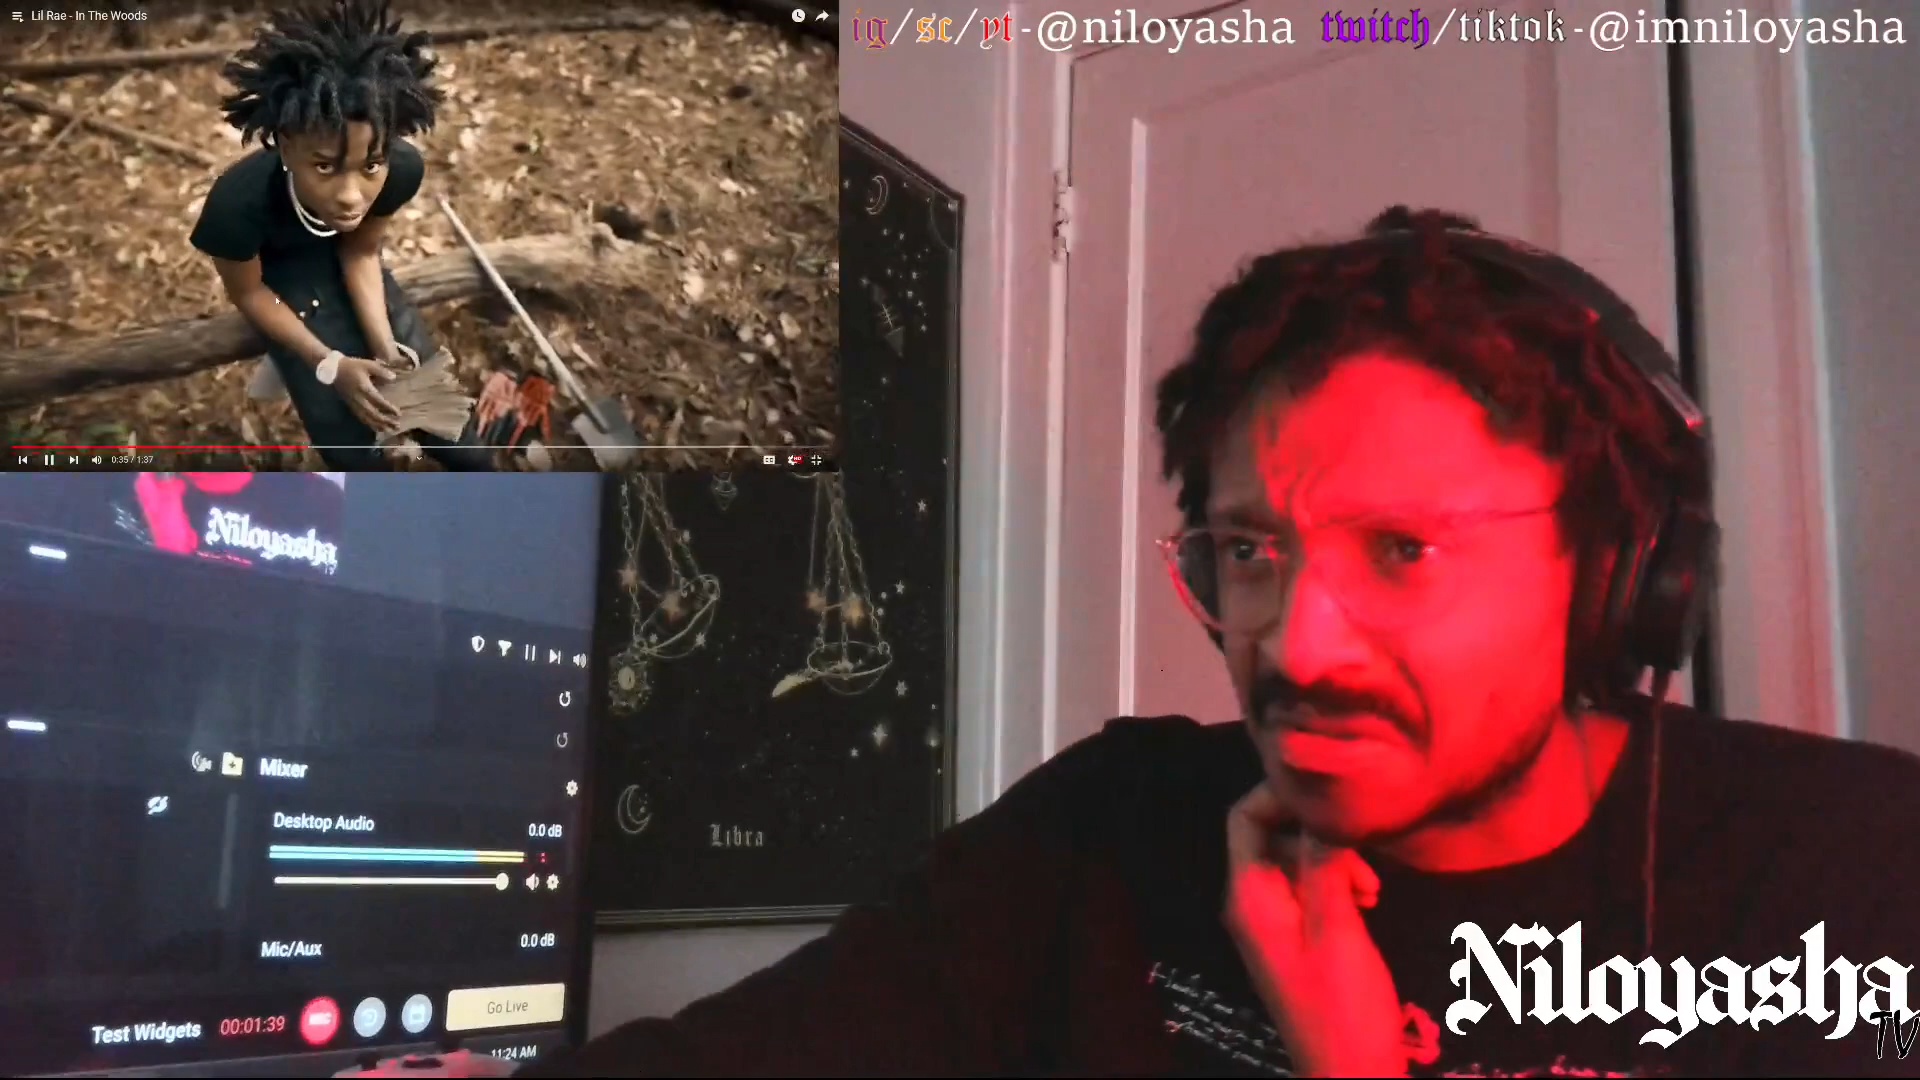 Lil Rae - In The Woods
ig/sc/yt-@niloyasha twitch/tiktok-@imniloyasha
0:35 / 1:37
Niloyasha
Mixer
Desktop Audio
0.0 dB
Mic/Aux
0.0 dB
Test Widgets
00:01:39
REC
Go Live
11:24 AM
Libra
Niloyasha
TV